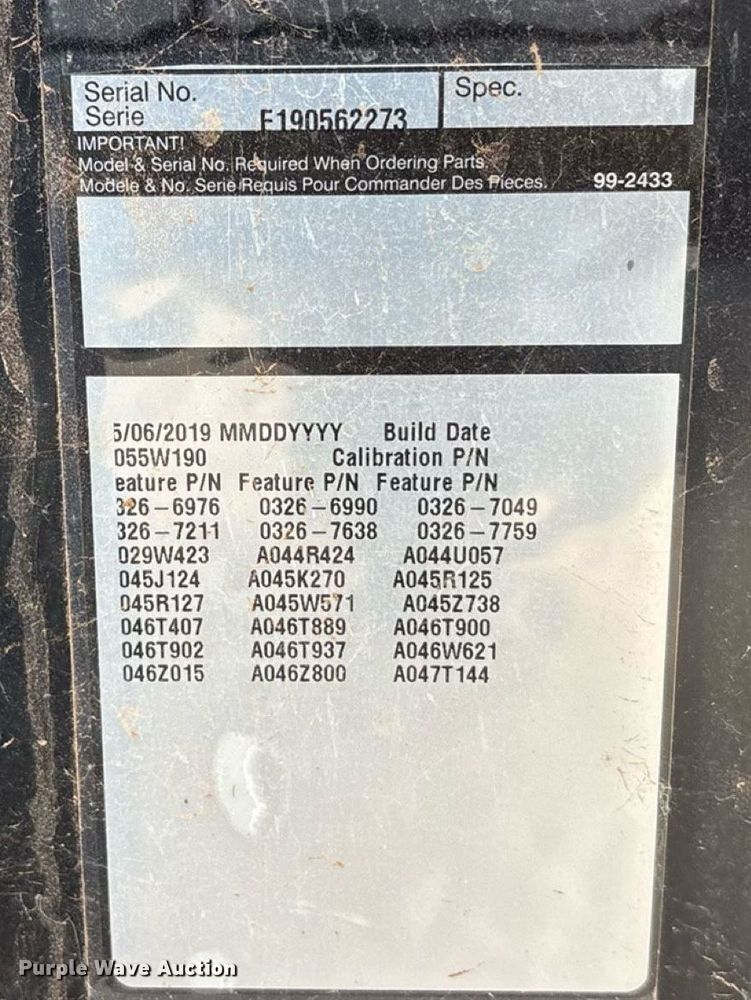 Serial No. Spec.
Serie E190562273
IMPORTANT!
Model & Serial No. Required When Ordering Parts.
Modele & No. Serie Requis Pour Commander Des Pieces. 99-2433
5/06/2019 MMDDYYYY Build Date
055W190 Calibration P/N
eature P/N Feature P/N Feature P/N
326-6976 0326-6990 0326-7049
326-7211 0326-7638 0326-7759
029W423 A044R424 A044U057
045J124 A045K270 A045R125
045R127 A045W571 A045Z738
046T407 A046T889 A046T900
046T902 A046T937 A046W621
046Z015 A046Z800 A047T144
Purple Wave Auction